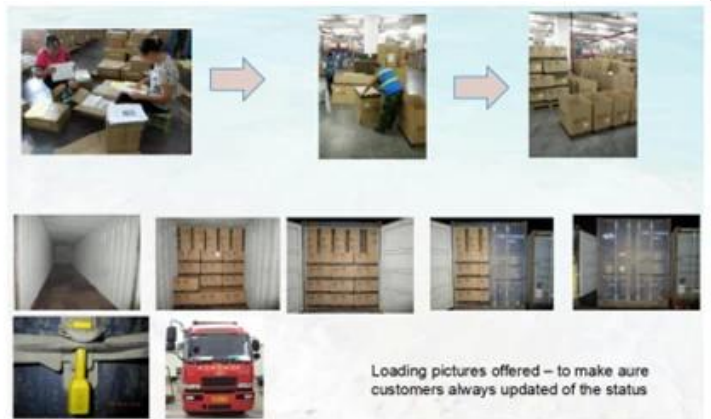 Loading pictures offered – to make aure
customers always updated of the status